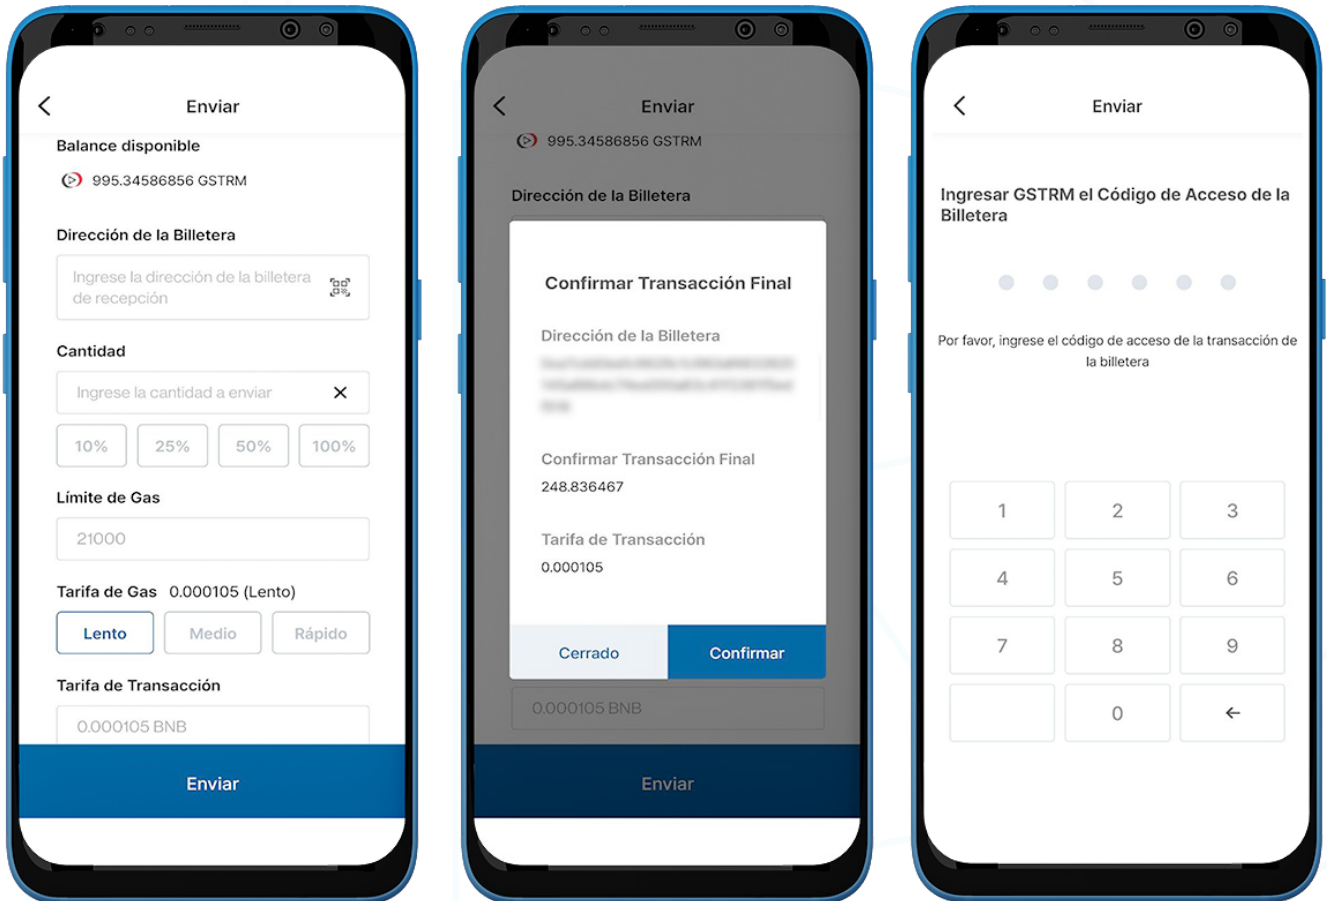 Enviar
Balance disponible
995.34586856 GSTRM
Dirección de la Billetera
Ingrese la dirección de la billetera
de recepción
Cantidad
Ingrese la cantidad a enviar
10% 25% 50% 100%
Límite de Gas
21000
Tarifa de Gas 0.000105 (Lento)
Lento Medio Rápido
Tarifa de Transacción
0.000105 BNB
Enviar
Enviar
995.34586856 GSTRM
Dirección de la Billetera
Confirmar Transacción Final
Dirección de la Billetera
Confirmar Transacción Final
248.836467
Tarifa de Transacción
0.000105
Cerrado Confirmar
0.000105 BNB
Enviar
Enviar
Ingresar GSTRM el Código de Acceso de la
Billetera
Por favor, ingrese el código de acceso de la transacción de
la billetera
1 2 3
4 5 6
7 8 9
0